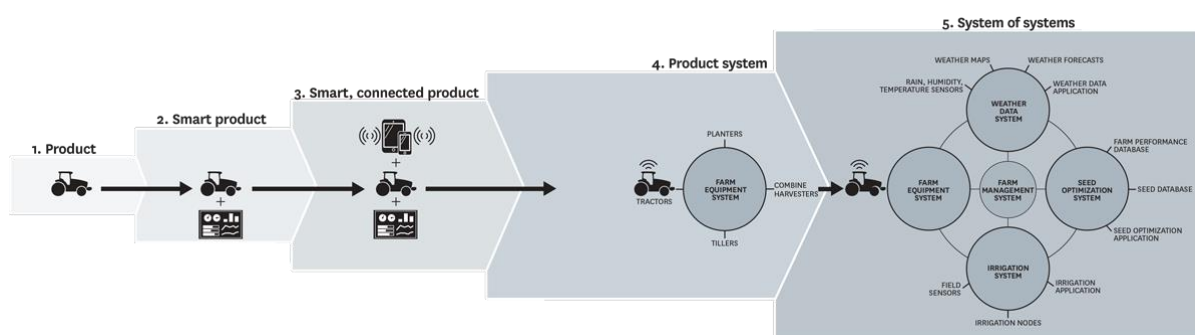 1. Product
2. Smart product
+
3. Smart, connected product
+
+
4. Product system
PLANTERS
TRACTORS
FARM
EQUIPMENT
SYSTEM
COMBINE
HARVESTERS
TILLERS
5. System of systems
WEATHER MAPS
WEATHER FORECASTS
RAIN, HUMIDITY,
TEMPERATURE SENSORS
WEATHER DATA
APPLICATION
WEATHER
DATA
SYSTEM
FARM
EQUIPMENT
SYSTEM
FARM
MANAGEMENT
SYSTEM
SEED
OPTIMIZATION
SYSTEM
FARM PERFORMANCE
DATABASE
SEED DATABASE
SEED OPTIMIZATION
APPLICATION
IRRIGATION
SYSTEM
FIELD
SENSORS
IRRIGATION
APPLICATION
IRRIGATION NODES